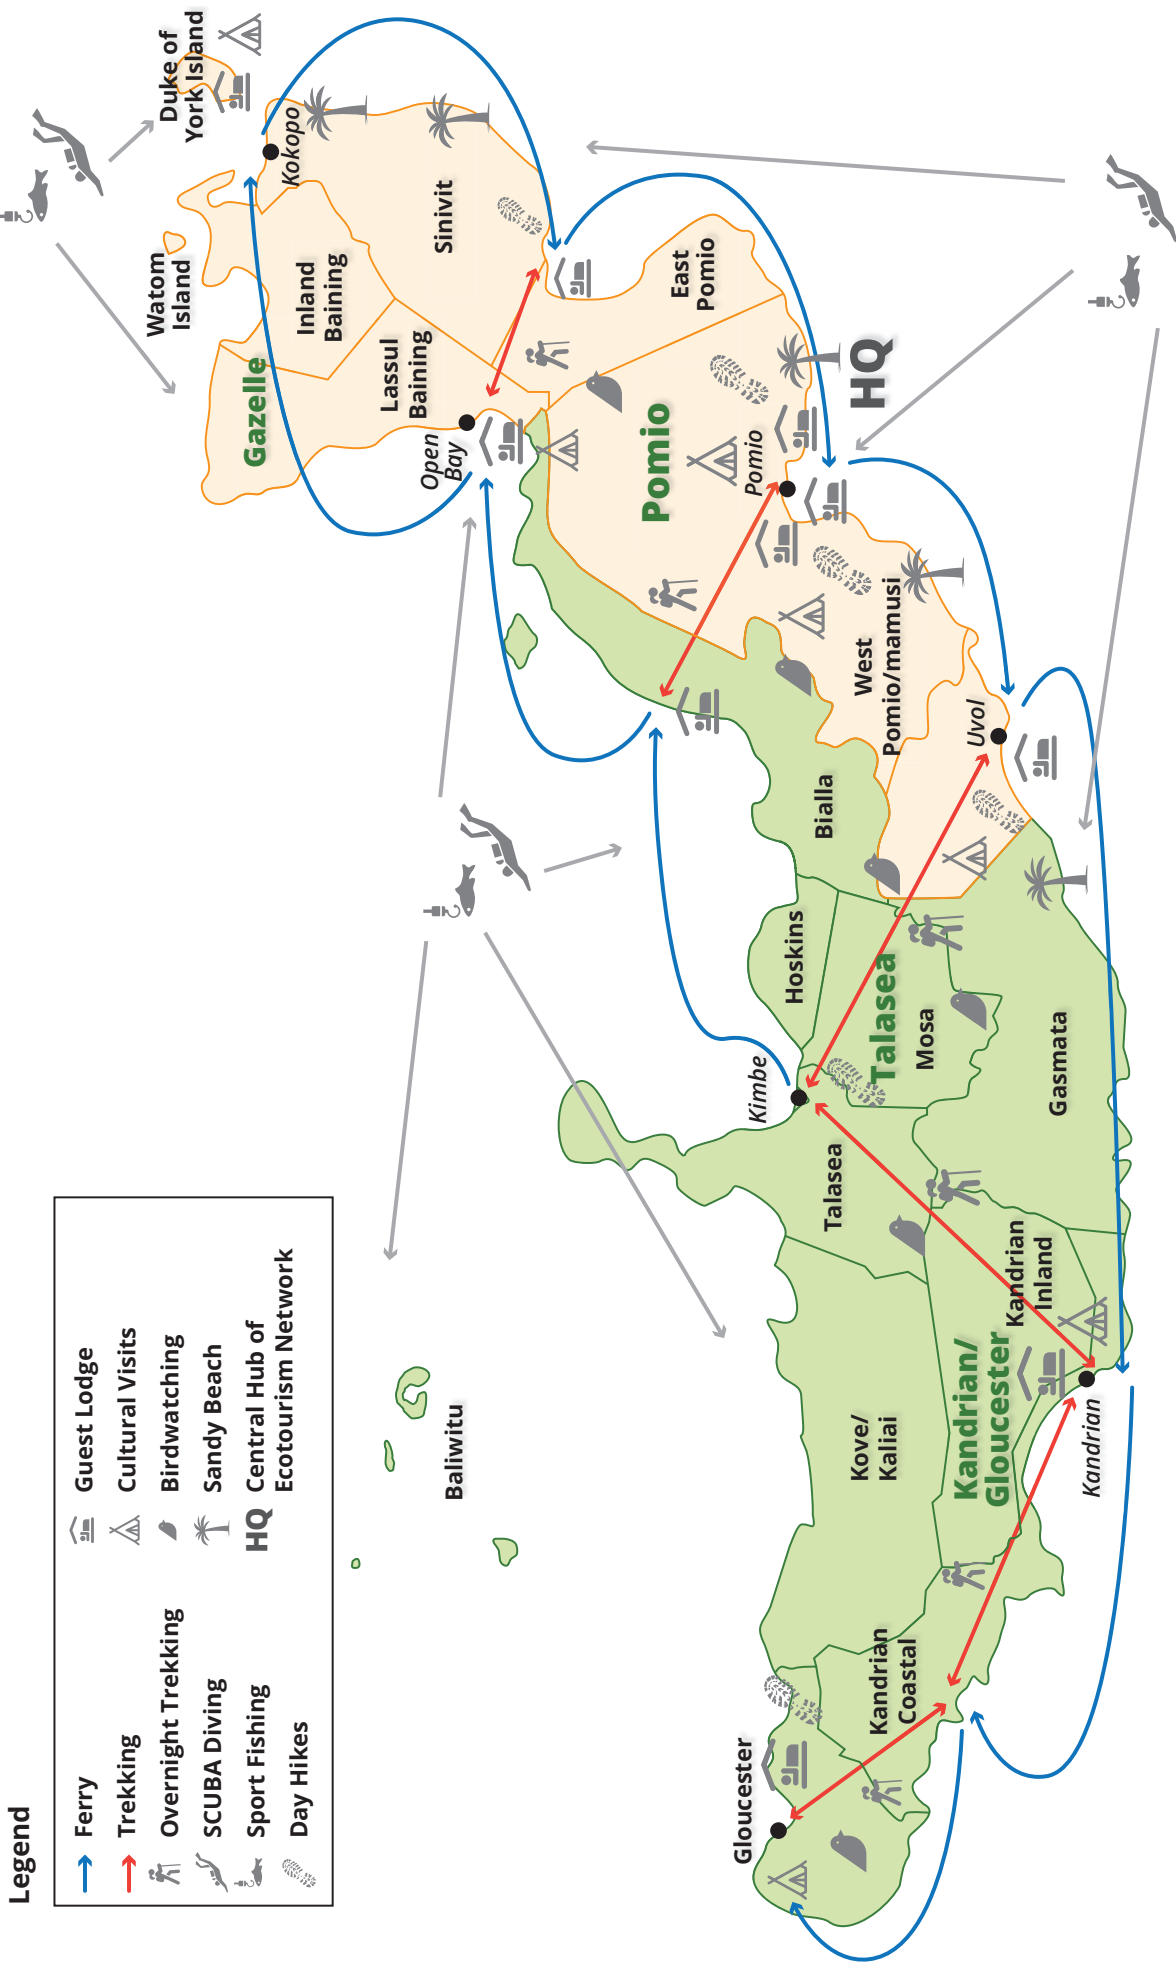 Legend
Ferry
Trekking
Overnight Trekking
SCUBA Diving
Sport Fishing
Day Hikes
Guest Lodge
Cultural Visits
Birdwatching
Sandy Beach
HQ
Central Hub of
Ecotourism Network
Duke of
York Island
Kokopo
Watom
Island
Inland
Baining
Sinivit
Gazelle
Lassul
Baining
Open
Bay
East
Pomio
Pomio
Pomio
HQ
West
Pomio/mamusi
Uvol
Bialla
Hoskins
Talasea
Mosa
Kimbe
Talasea
Gasmata
Kandrian
Inland
Kandrian/
Gloucester
Kandrian
Kove/
Kaliai
Baliwitu
Kandrian
Coastal
Gloucester